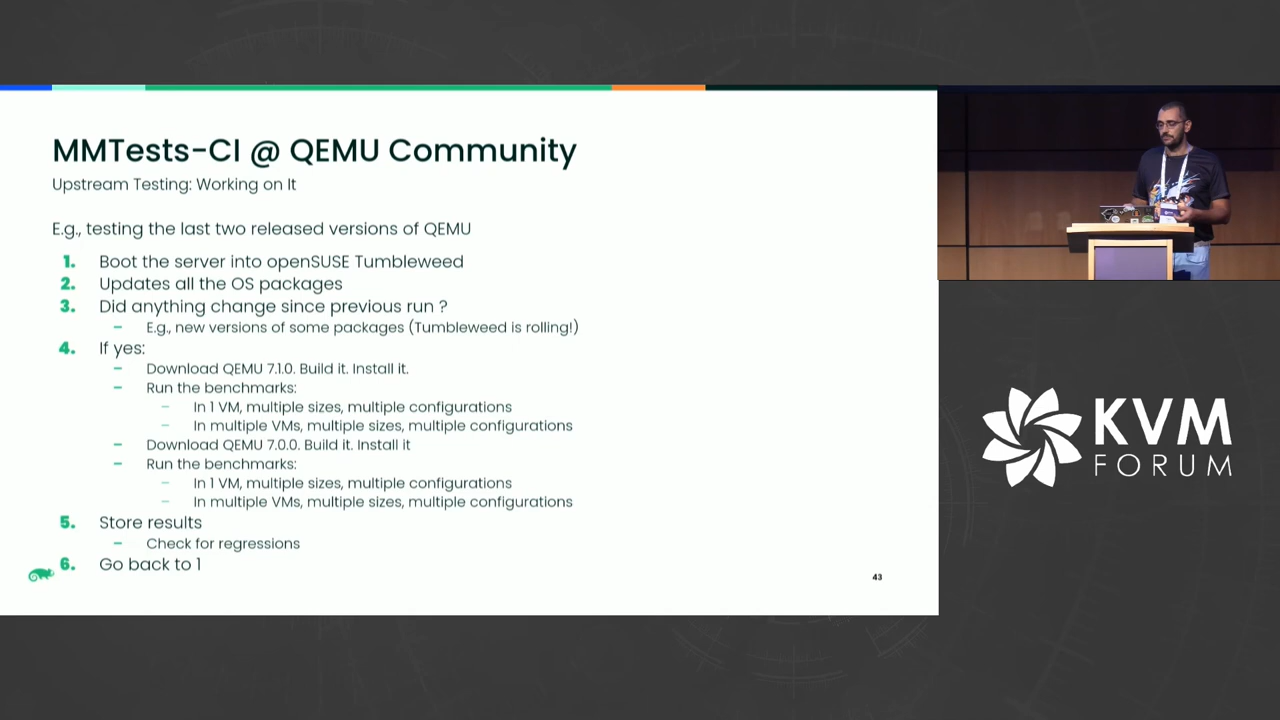 MMTests-CI @ QEMU Community
Upstream Testing: Working on It
E.g., testing the last two released versions of QEMU
1. Boot the server into openSUSE Tumbleweed
2. Updates all the OS packages
3. Did anything change since previous run ?
– E.g., new versions of some packages (Tumbleweed is rolling!)
4. If yes:
– Download QEMU 7.1.0. Build it. Install it.
– Run the benchmarks:
– In 1 VM, multiple sizes, multiple configurations
– In multiple VMs, multiple sizes, multiple configurations
– Download QEMU 7.0.0. Build it. Install it
– Run the benchmarks:
– In 1 VM, multiple sizes, multiple configurations
– In multiple VMs, multiple sizes, multiple configurations
5. Store results
– Check for regressions
6. Go back to 1
43
KVM
FORUM